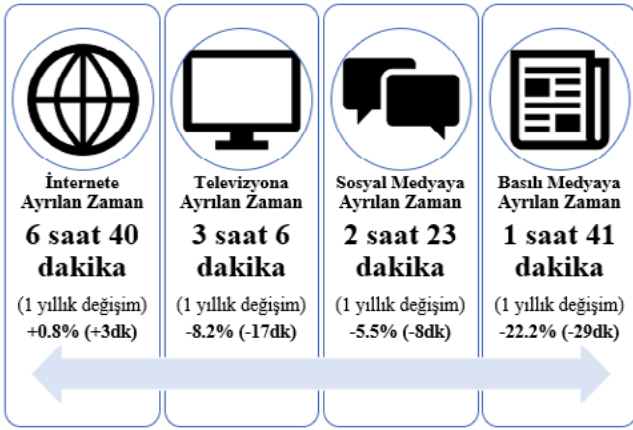 İnternete
Ayrılan Zaman
6 saat 40
dakika
(1 yıllık değişim)
+0.8% (+3dk)
Televizyona
Ayrılan Zaman
3 saat 6
dakika
(1 yıllık değişim)
-8.2% (-17dk)
Sosyal Medyaya
Ayrılan Zaman
2 saat 23
dakika
(1 yıllık değişim)
-5.5% (-8dk)
Basılı Medyaya
Ayrılan Zaman
1 saat 41
dakika
(1 yıllık değişim)
-22.2% (-29dk)